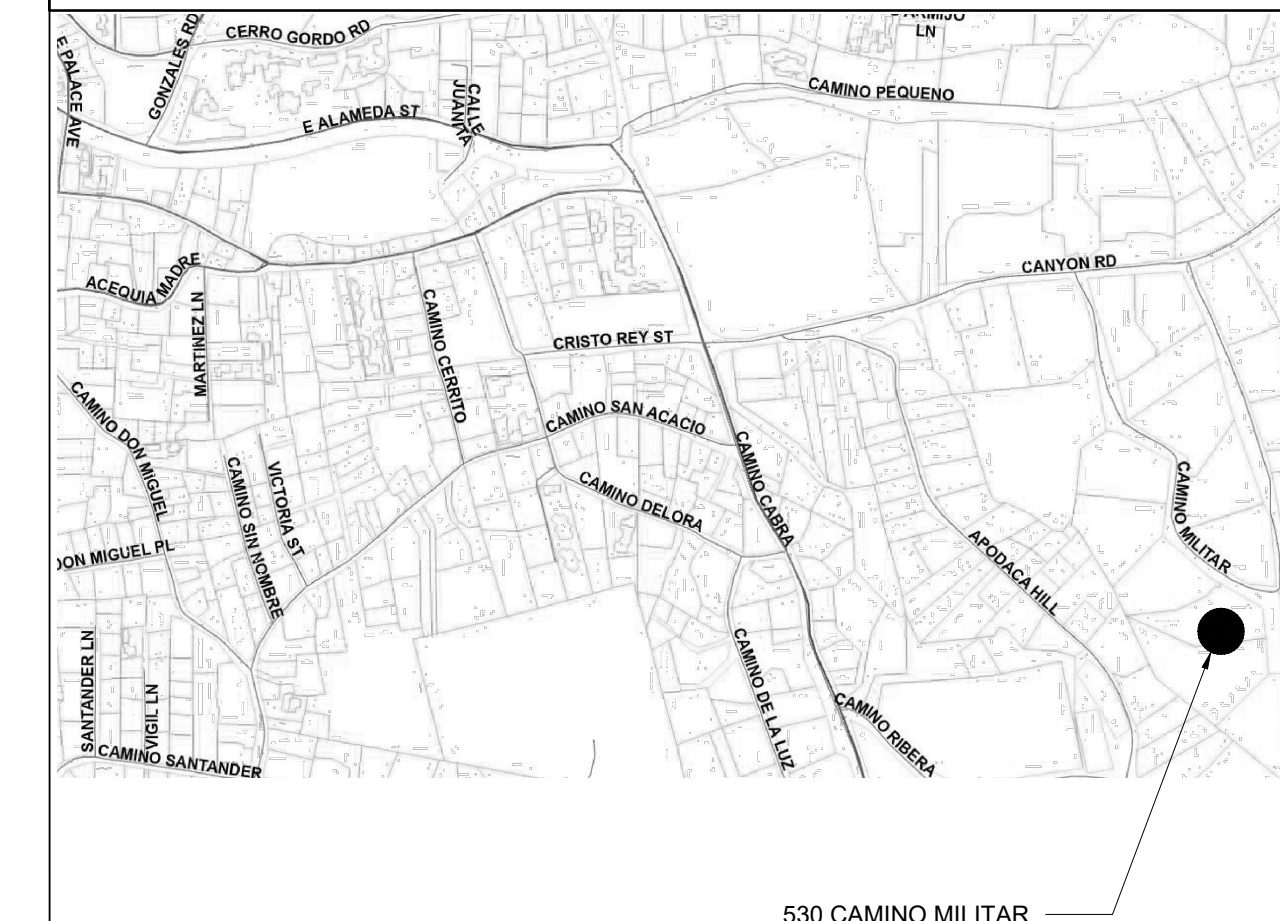 ARMIJO
LN
CERRO GORDO RD
GONZALES RD
E PALACE AVE
CAMINO PEQUENO
CALLE
JUANITA
E ALAMEDA ST
ACEQUIA MADRE
MARTINEZ LN
CANYON RD
CAMINO CERRITO
CRISTO REY ST
CAMINO DON MIGUEL
CAMINO SAN ACACIO
CAMINO CABRA
VICTORIA ST
CAMINO SIN NOMBRE
CAMINO DELORA
CAMINO MILITAR
DON MIGUEL PL
APODACA HILL
SANTANDER LN
VIGIL LN
CAMINO DE LA LUZ
CAMINO RIBERA
CAMINO SANTANDER
530 CAMINO MILITAR